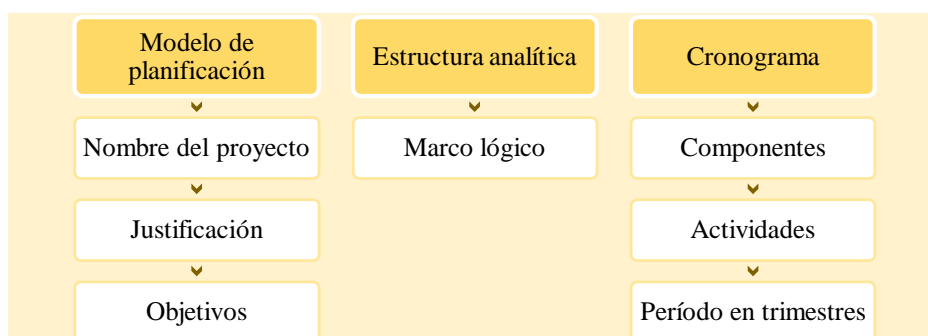 Modelo de
planificación
Nombre del proyecto
Justificación
Objetivos
Estructura analítica
Marco lógico
Cronograma
Componentes
Actividades
Período en trimestres